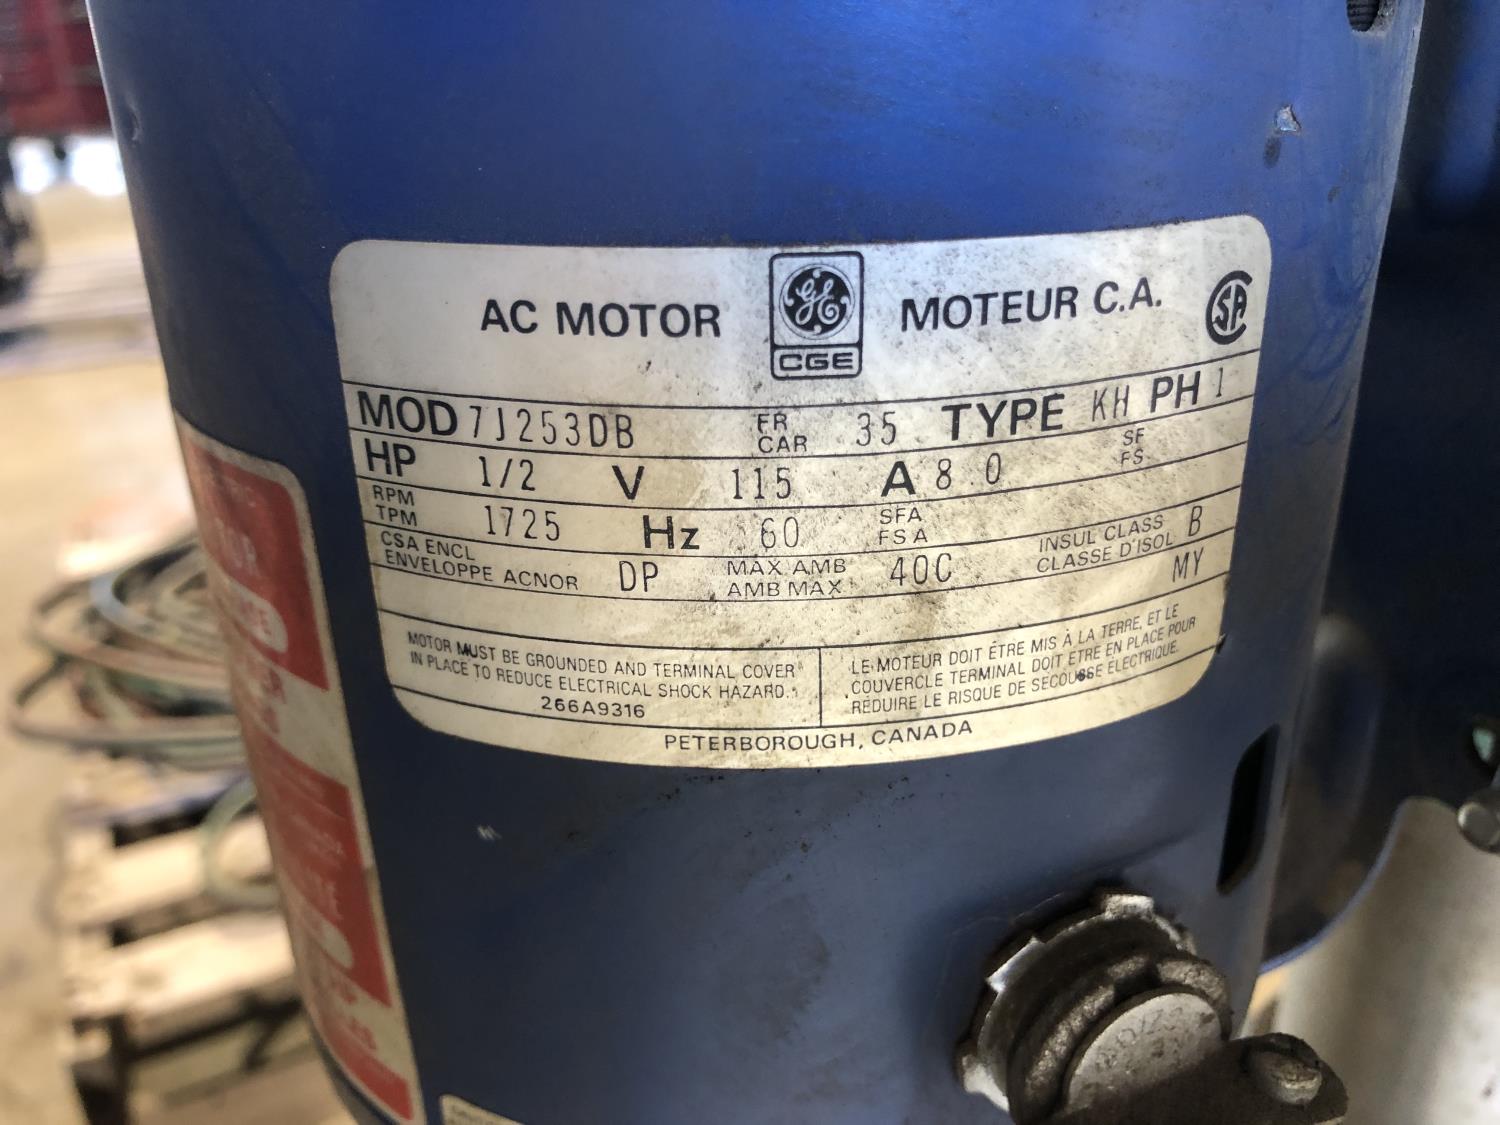 AC MOTOR GE CGE MOTEUR C.A. CSA
MOD 7J253DB FR CAR 35 TYPE KH PH 1
HP 1/2 V 115 A 8.0 SF FS
RPM TPM 1725 Hz 60 SFA FSA INSUL CLASS CLASSE D'ISOL B
CSA ENCL ENVELOPPE ACNOR DP MAX AMB AMB MAX 40C MY
MOTOR MUST BE GROUNDED AND TERMINAL COVER
IN PLACE TO REDUCE ELECTRICAL SHOCK HAZARD.
266A9316
LE MOTEUR DOIT ÊTRE MIS À LA TERRE, ET LE
COUVERCLE TERMINAL DOIT ETRE EN PLACE POUR
RÉDUIRE LE RISQUE DE SECOUSSE ÉLECTRIQUE.
PETERBOROUGH, CANADA